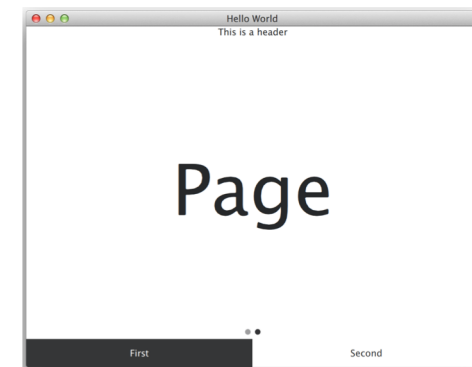 Hello World
This is a header
Page
First
Second